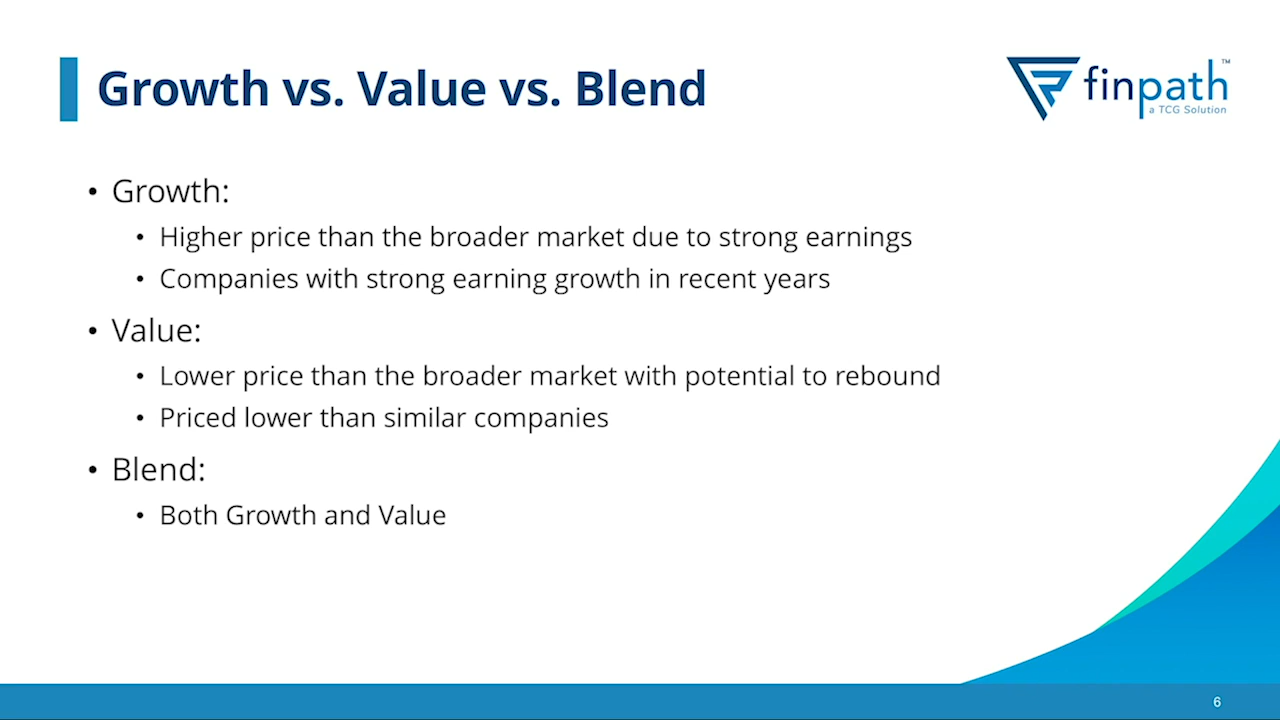 Growth vs. Value vs. Blend
finpath™
a TCG Solution
• Growth:
• Higher price than the broader market due to strong earnings
• Companies with strong earning growth in recent years
• Value:
• Lower price than the broader market with potential to rebound
• Priced lower than similar companies
• Blend:
• Both Growth and Value
6